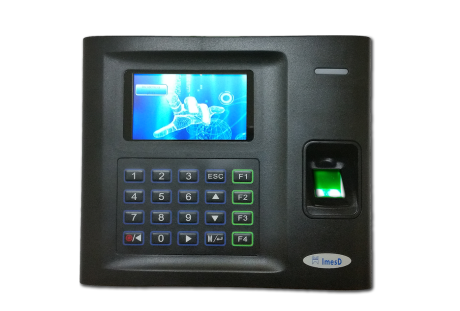 1 2 3 ESC F1
4 5 6 ▲ F2
7 8 9 ▼ F3
/◀ 0 ▶ M/↵ F4
ImesD